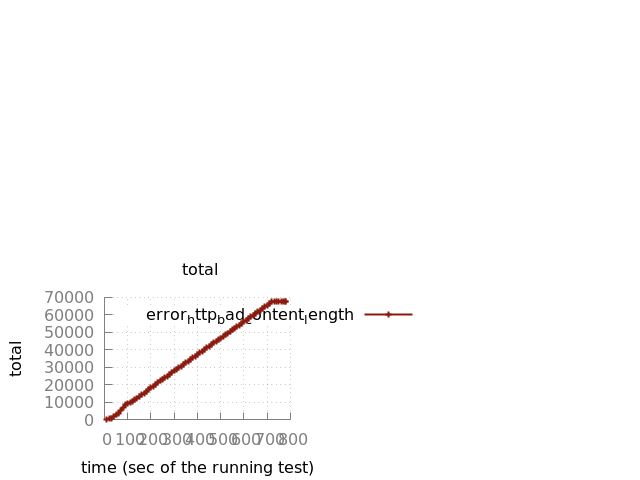 total
70000
error_http_bad_content_length
60000
50000
total
40000
30000
20000
10000
0
0 100 200 300 400 500 600 700 800
time (sec of the running test)